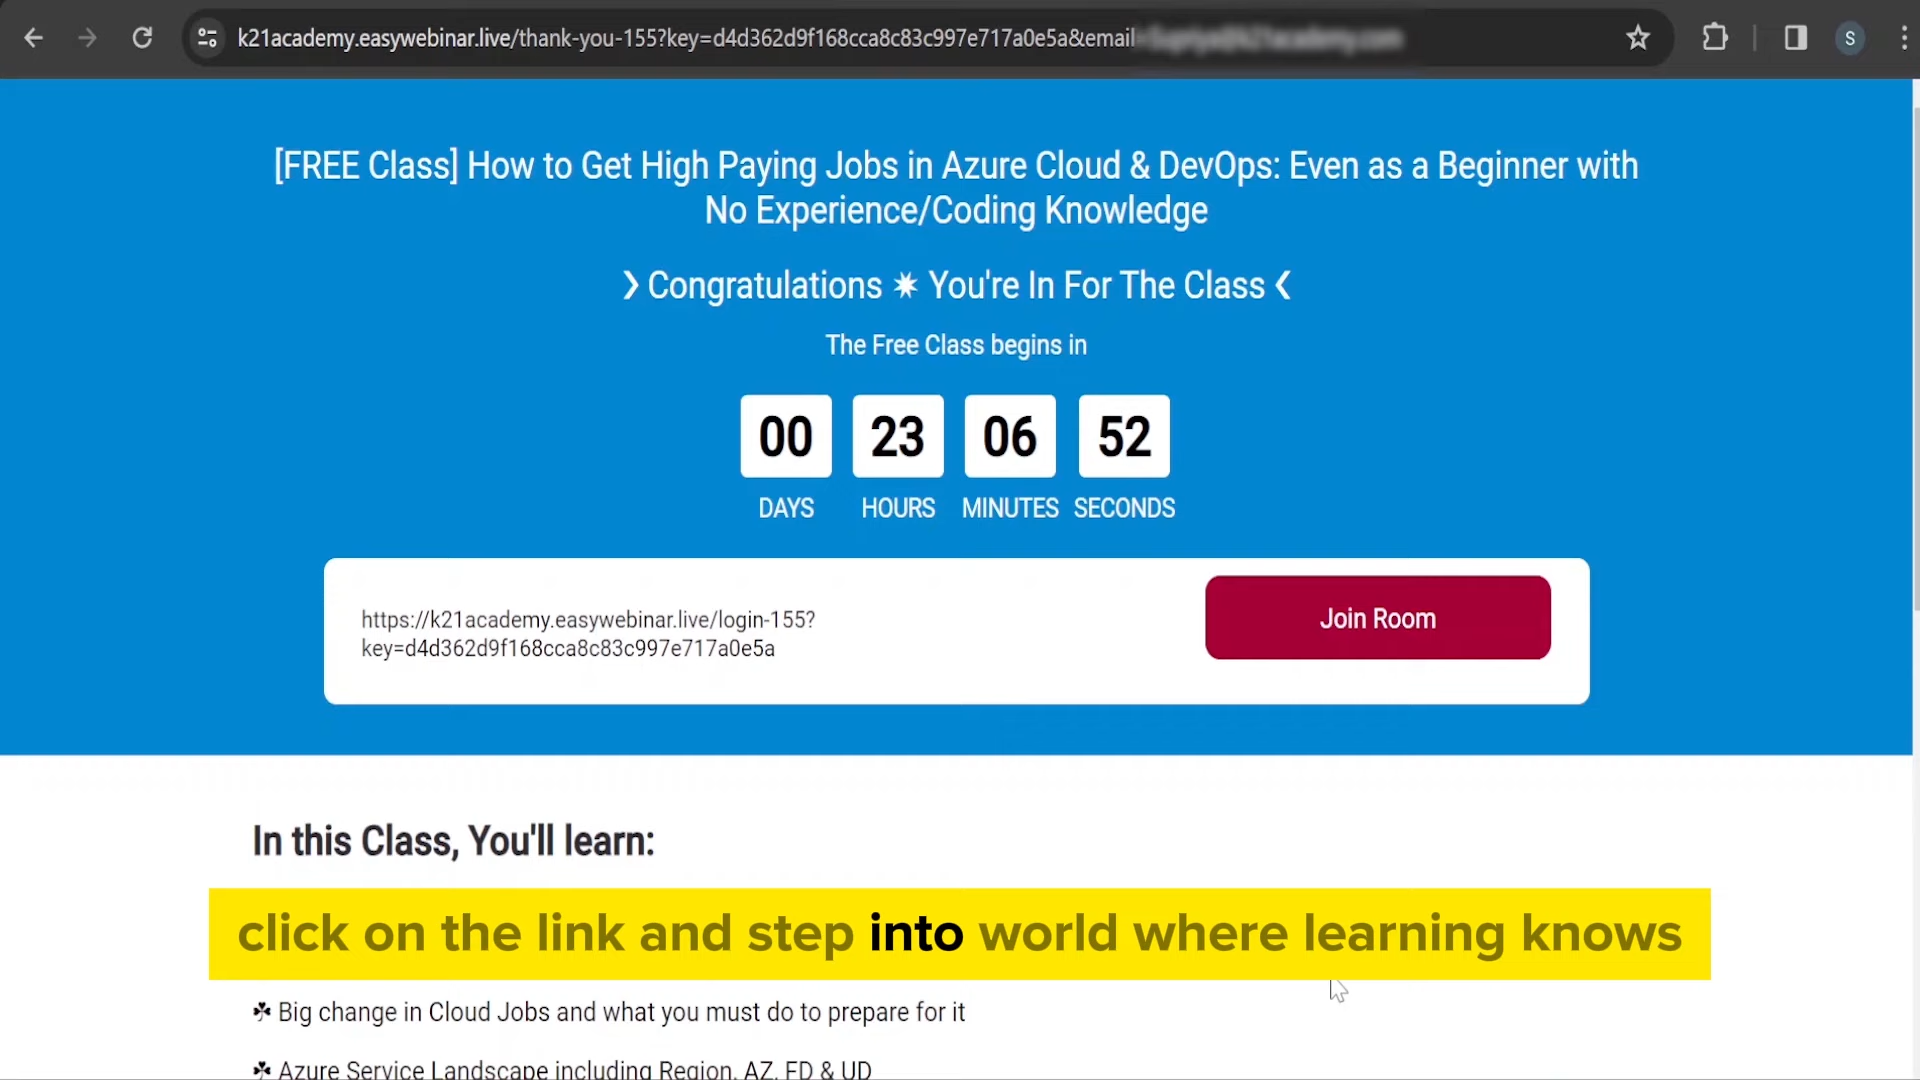 k21academy.easywebinar.live/thank-you-155?key=d4d362d9f168cca8c83c997e717a0e5a&email
S
[FREE Class] How to Get High Paying Jobs in Azure Cloud & DevOps: Even as a Beginner with
No Experience/Coding Knowledge
❯ Congratulations ✷ You're In For The Class ❮
The Free Class begins in
00 23 06 52
DAYS HOURS MINUTES SECONDS
https://k21academy.easywebinar.live/login-155?
key=d4d362d9f168cca8c83c997e717a0e5a
Join Room
In this Class, You'll learn:
click on the link and step into world where learning knows
☘ Big change in Cloud Jobs and what you must do to prepare for it
☘ Azure Service Landscape including Region, AZ, FD & UD